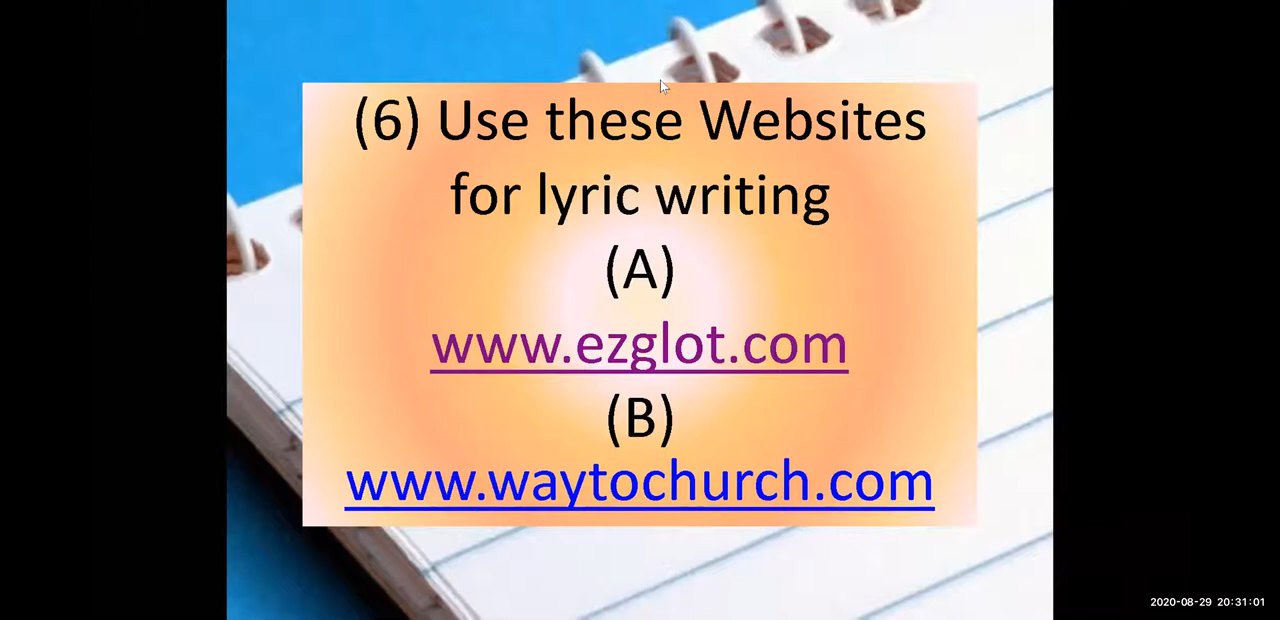 (6) Use these Websites
for lyric writing
(A)
www.ezglot.com
(B)
www.waytochurch.com
2020-08-29 20:31:01